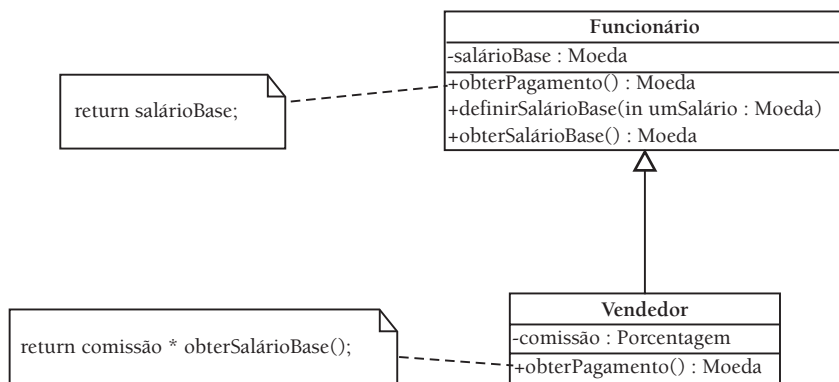 Funcionário
-salárioBase : Moeda
+obterPagamento() : Moeda
+definirSalárioBase(in umSalário : Moeda)
+obterSalárioBase() : Moeda
return salárioBase;
Vendedor
-comissão : Porcentagem
+obterPagamento() : Moeda
return comissão * obterSalárioBase();